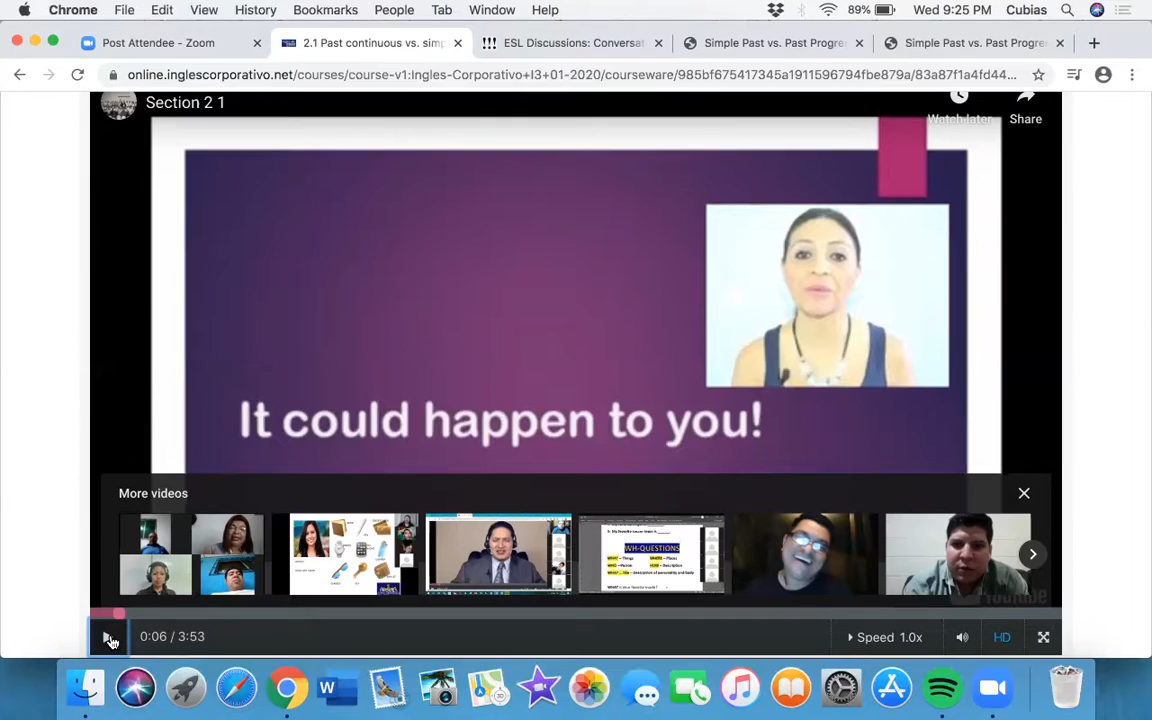 Chrome File Edit View History Bookmarks People Tab Window Help 89% Wed 9:25 PM Cubias
Post Attendee - Zoom
2.1 Past continuous vs. simp
!!! ESL Discussions: Conversat
Simple Past vs. Past Progre
Simple Past vs. Past Progre
online.inglescorporativo.net/courses/course-v1:Ingles-Corporativo+I3+01-2020/courseware/985bf675417345a1911596794fbe879a/83a87f1a4fd44...
Section 2 1
Watch later
Share
It could happen to you!
More videos
WH-QUESTIONS
YouTube
0:06 / 3:53
Speed 1.0x
HD